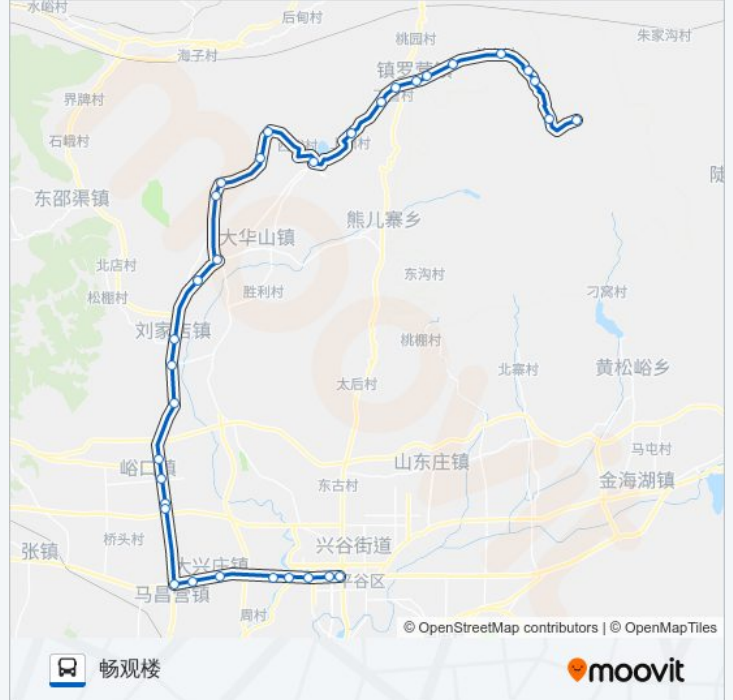 水峪村
后甸村
桃园村
朱家沟村
海子村
镇罗营镇
界牌村
石峨村
陡
东邵渠镇
熊儿寨乡
大华山镇
北店村
东沟村
胜利村
刁窝村
松棚村
刘家店镇
桃棚村
北寨村
黄松峪乡
太后村
马屯村
山东庄镇
峪口镇
金海湖镇
东古村
桥头村
兴谷街道
张镇
大兴庄镇
平谷区
马昌营镇
周村
© OpenStreetMap contributors | © OpenMapTiles
畅观楼
moovit